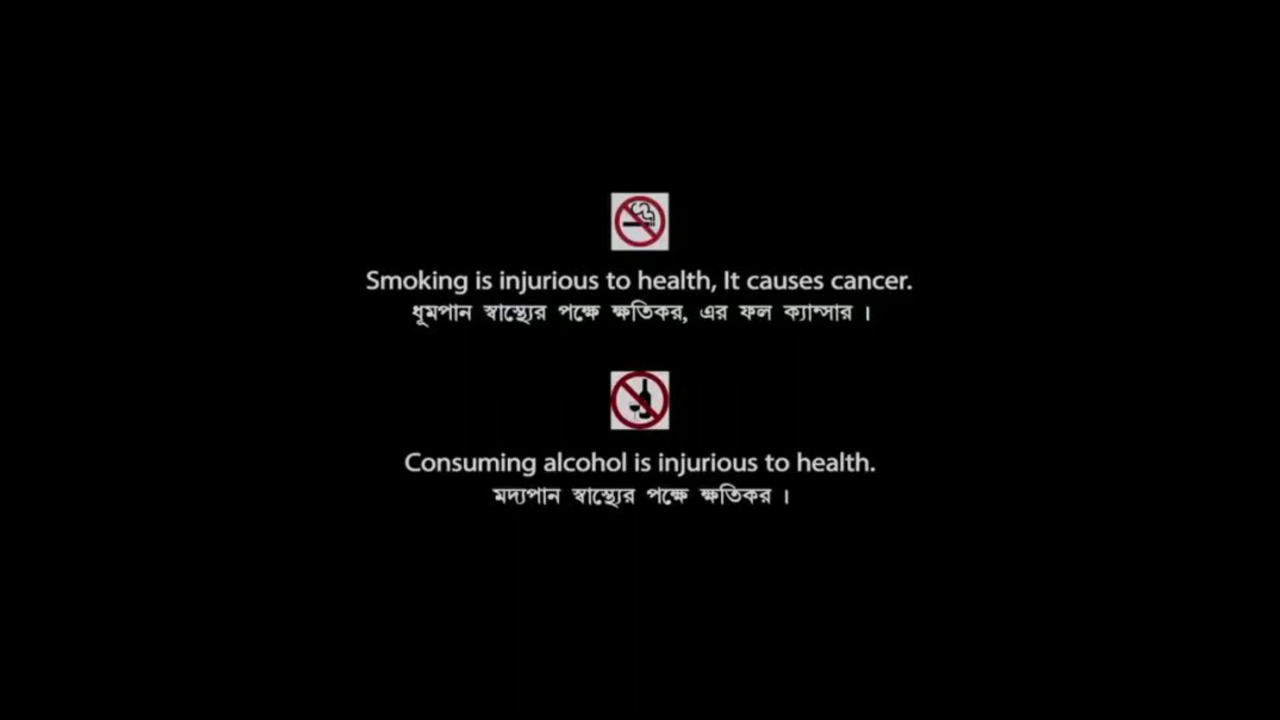 Smoking is injurious to health, It causes cancer.
ধূমপান স্বাস্থ্যের পক্ষে ক্ষতিকর, এর ফল ক্যান্সার ।
Consuming alcohol is injurious to health.
মদ্যপান স্বাস্থ্যের পক্ষে ক্ষতিকর ।